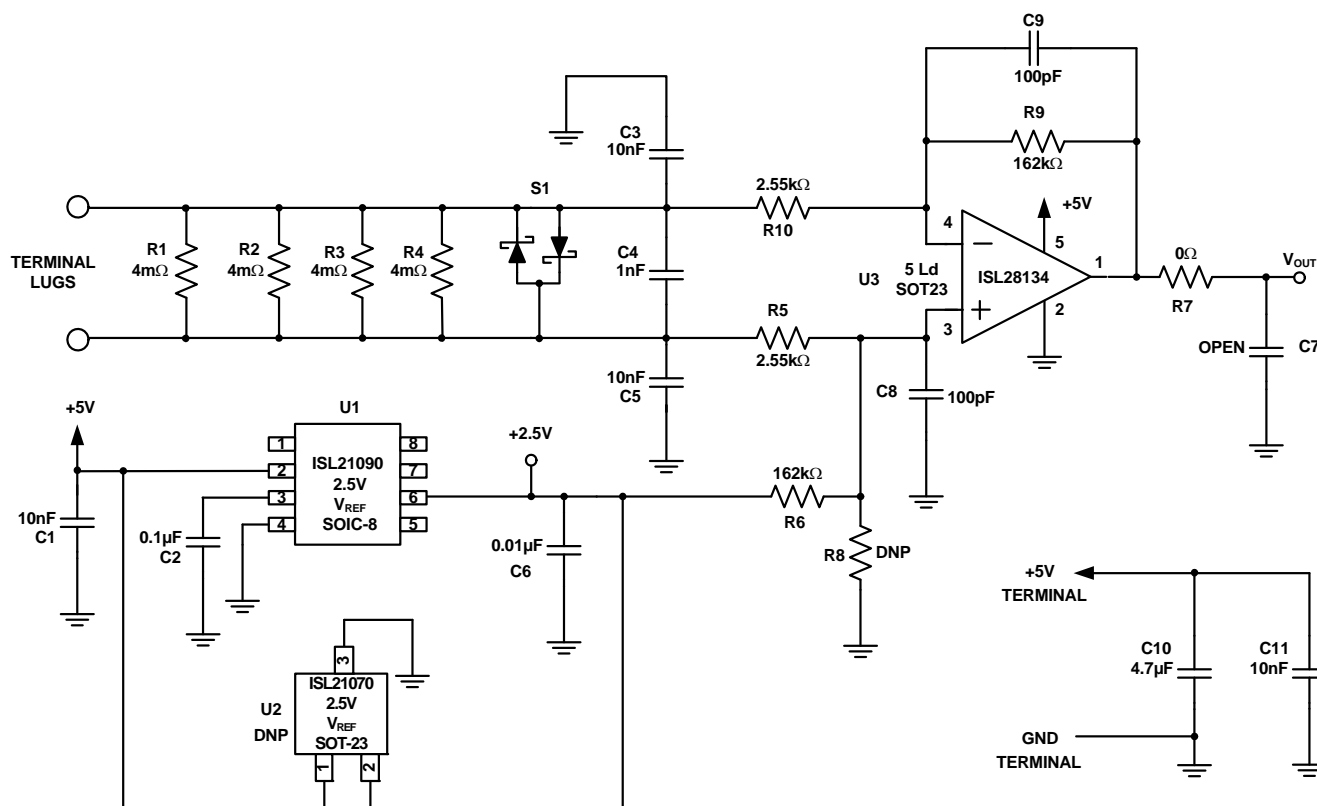 C9
100pF
R9
162kΩ
C3
10nF
S1
2.55kΩ
R10
+5V
4
5
1
0Ω
VOUT
TERMINAL
LUGS
R1
4mΩ
R2
4mΩ
R3
4mΩ
R4
4mΩ
C4
1nF
U3
5 Ld
SOT23
ISL28134
R7
R5
2.55kΩ
3
2
OPEN
C7
10nF
C5
C8
100pF
+5V
U1
+2.5V
1
2
3
4
ISL21090
2.5V
VREF
SOIC-8
8
7
6
5
162kΩ
R6
10nF
C1
0.1µF
C2
0.01µF
C6
R8
DNP
+5V
TERMINAL
C10
4.7µF
C11
10nF
GND
TERMINAL
U2
DNP
3
ISL21070
2.5V
VREF
SOT-23
1
2